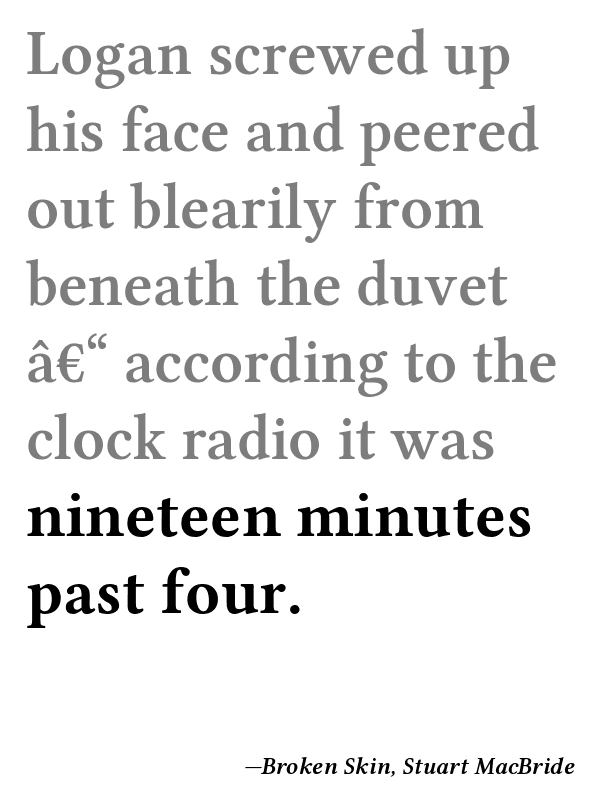 Logan screwed up
his face and peered
out blearily from
beneath the duvet
â€“ according to the
clock radio it was
nineteen minutes
past four.
—Broken Skin, Stuart MacBride